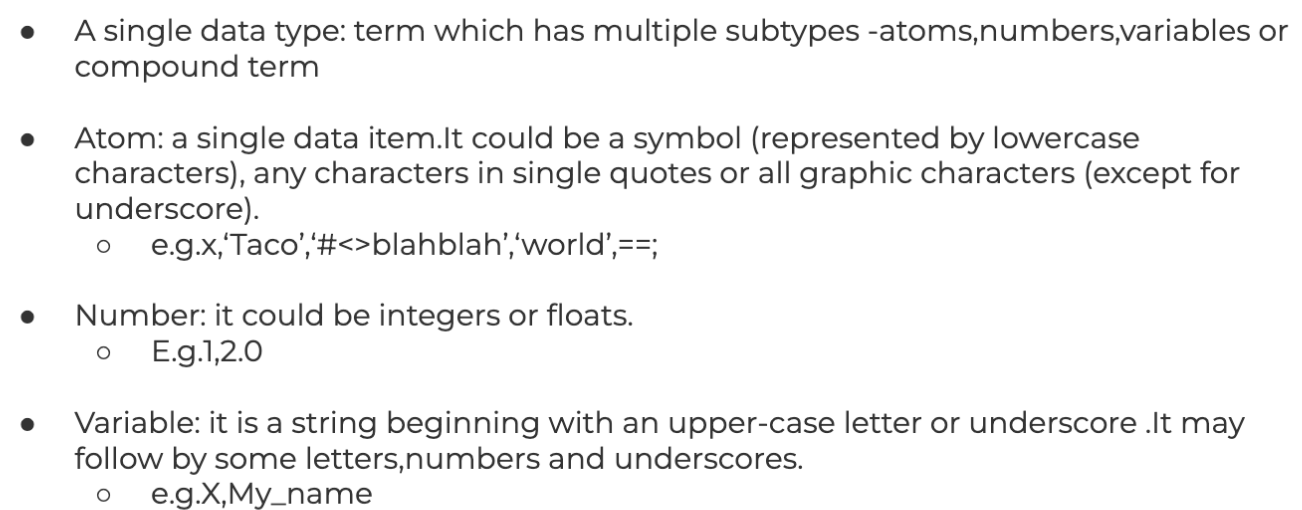 ● A single data type: term which has multiple subtypes -atoms,numbers,variables or
compound term
● Atom: a single data item.It could be a symbol (represented by lowercase
characters), any characters in single quotes or all graphic characters (except for
underscore).
○ e.g.x,‘Taco’,‘#<>blahblah’,‘world’,==;
● Number: it could be integers or floats.
○ E.g.1,2.0
● Variable: it is a string beginning with an upper-case letter or underscore .It may
follow by some letters,numbers and underscores.
○ e.g.X,My_name